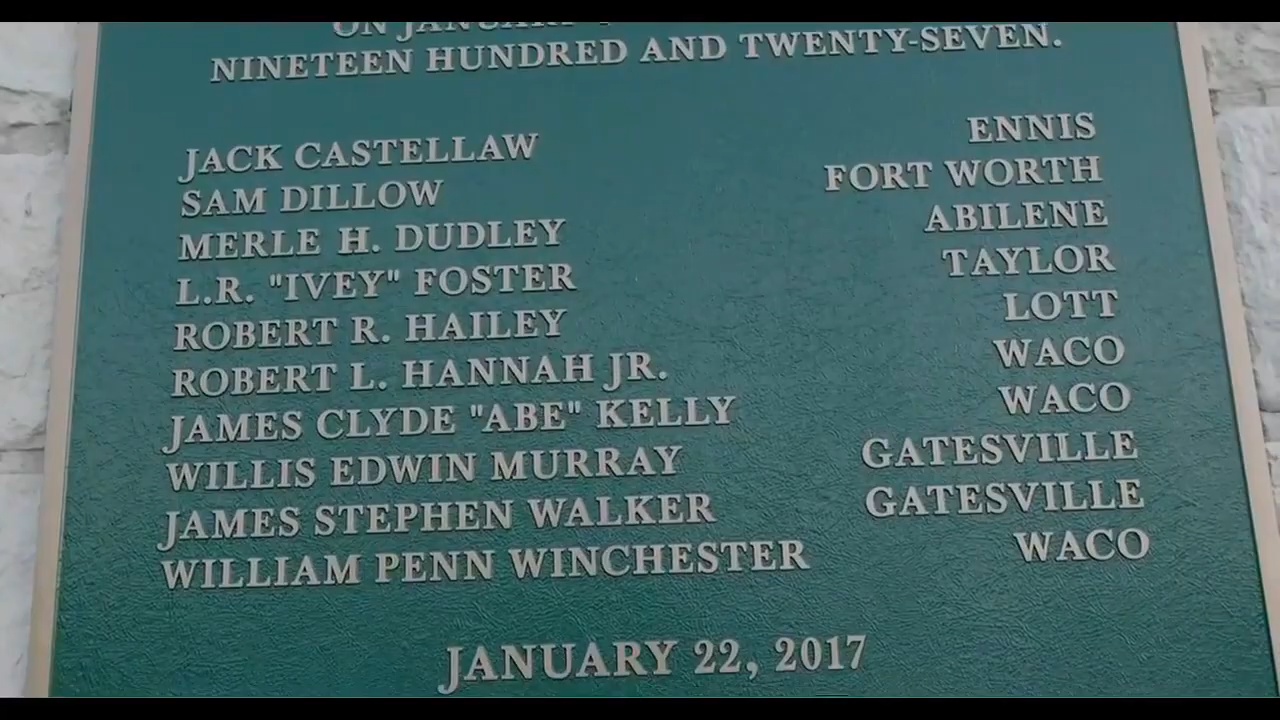 ON JANUARY
NINETEEN HUNDRED AND TWENTY-SEVEN.
JACK CASTELLAW ENNIS
SAM DILLOW FORT WORTH
MERLE H. DUDLEY ABILENE
L.R. "IVEY" FOSTER TAYLOR
ROBERT R. HAILEY LOTT
ROBERT L. HANNAH JR. WACO
JAMES CLYDE "ABE" KELLY WACO
WILLIS EDWIN MURRAY GATESVILLE
JAMES STEPHEN WALKER GATESVILLE
WILLIAM PENN WINCHESTER WACO
JANUARY 22, 2017